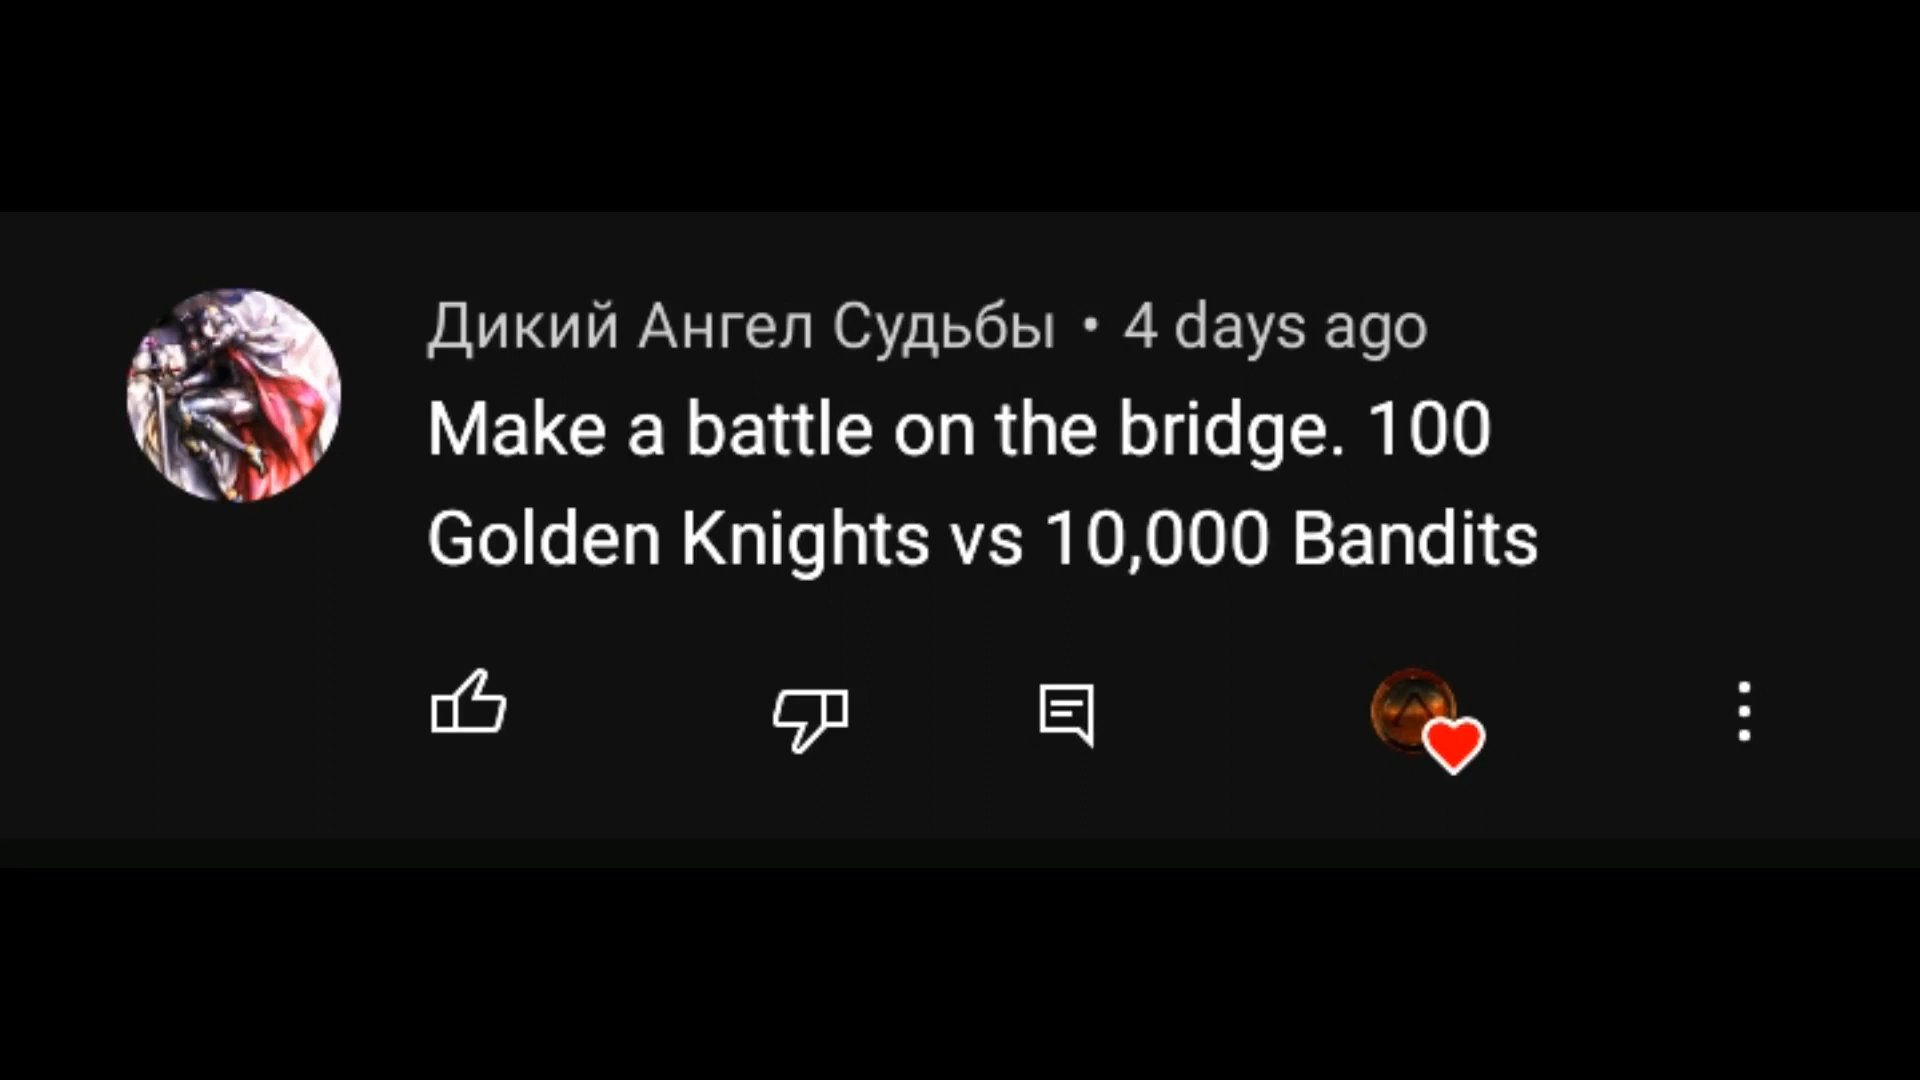 Дикий Ангел Судьбы • 4 days ago
Make a battle on the bridge. 100
Golden Knights vs 10,000 Bandits